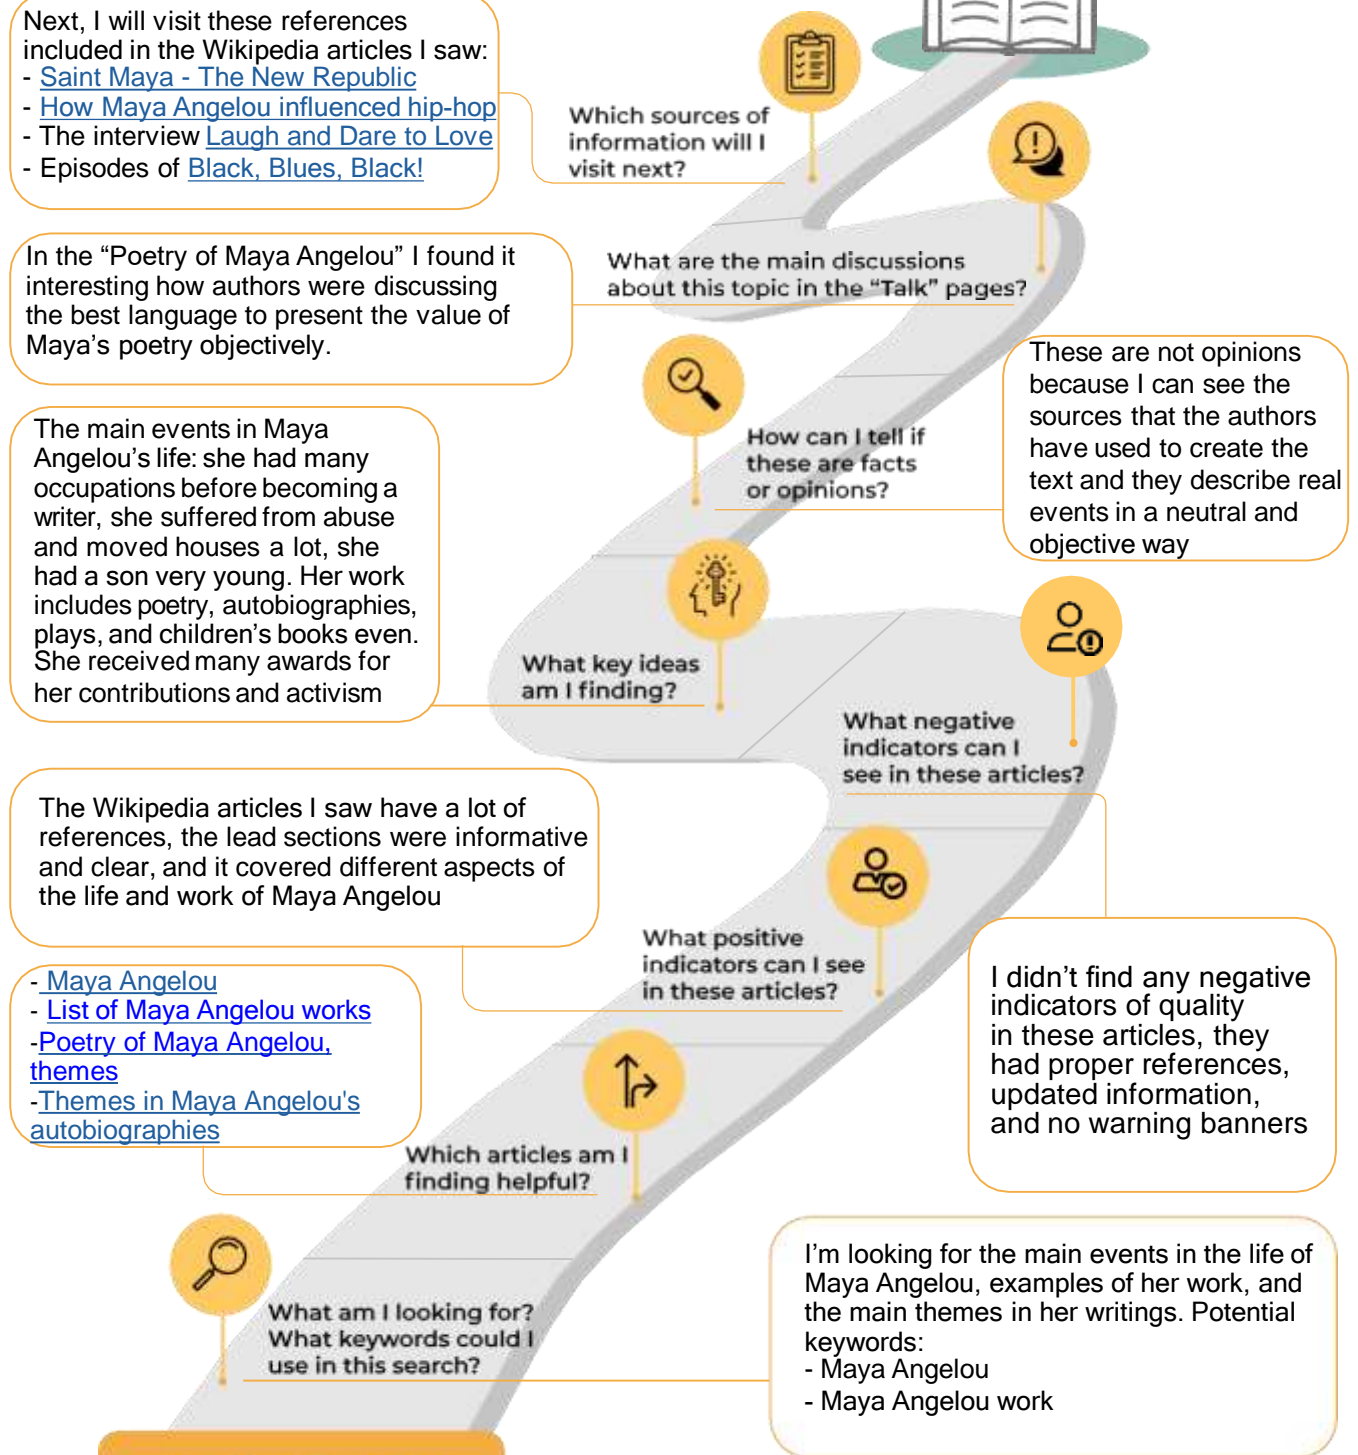 Next, I will visit these references
included in the Wikipedia articles I saw:
- Saint Maya - The New Republic
- How Maya Angelou influenced hip-hop
- The interview Laugh and Dare to Love
- Episodes of Black, Blues, Black!
Which sources of
information will I
visit next?
In the “Poetry of Maya Angelou” I found it
interesting how authors were discussing
the best language to present the value of
Maya’s poetry objectively.
What are the main discussions
about this topic in the “Talk” pages?
These are not opinions
because I can see the
sources that the authors
have used to create the
text and they describe real
events in a neutral and
objective way
How can I tell if
these are facts
or opinions?
The main events in Maya
Angelou’s life: she had many
occupations before becoming a
writer, she suffered from abuse
and moved houses a lot, she
had a son very young. Her work
includes poetry, autobiographies,
plays, and children’s books even.
She received many awards for
her contributions and activism
What key ideas
am I finding?
What negative
indicators can I
see in these articles?
The Wikipedia articles I saw have a lot of
references, the lead sections were informative
and clear, and it covered different aspects of
the life and work of Maya Angelou
What positive
indicators can I see
in these articles?
I didn’t find any negative
indicators of quality
in these articles, they
had proper references,
updated information,
and no warning banners
- Maya Angelou
- List of Maya Angelou works
-Poetry of Maya Angelou,
themes
-Themes in Maya Angelou's
autobiographies
Which articles am I
finding helpful?
I’m looking for the main events in the life of
Maya Angelou, examples of her work, and
the main themes in her writings. Potential
keywords:
- Maya Angelou
- Maya Angelou work
What am I looking for?
What keywords could I
use in this search?